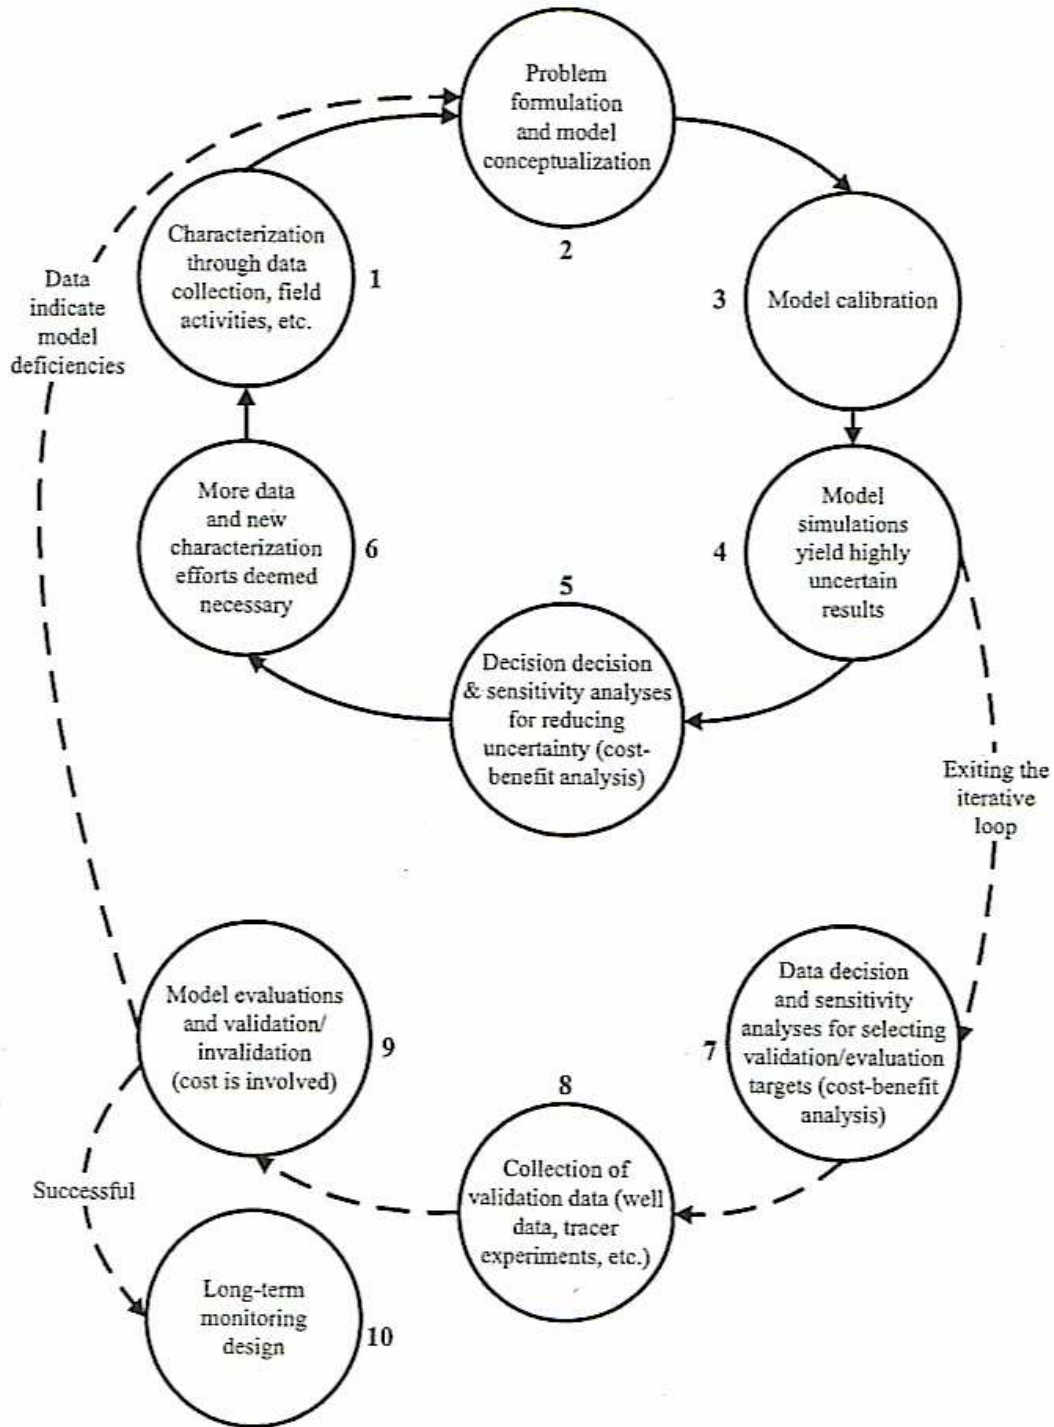 Problem
formulation
and model
conceptualization
2
Characterization
through data
collection, field
activities, etc.
1
Data
indicate
model
deficiencies
3
Model calibration
More data
and new
characterization
efforts deemed
necessary
6
Model
simulations
yield highly
uncertain
results
4
5
Decision decision
& sensitivity analyses
for reducing
uncertainty (cost-
benefit analysis)
Exiting the
iterative
loop
Model evaluations
and validation/
invalidation
(cost is involved)
9
Data decision
and sensitivity
analyses for selecting
validation/evaluation
targets (cost-benefit
analysis)
7
8
Collection of
validation data (well
data, tracer
experiments, etc.)
Successful
Long-term
monitoring
design
10